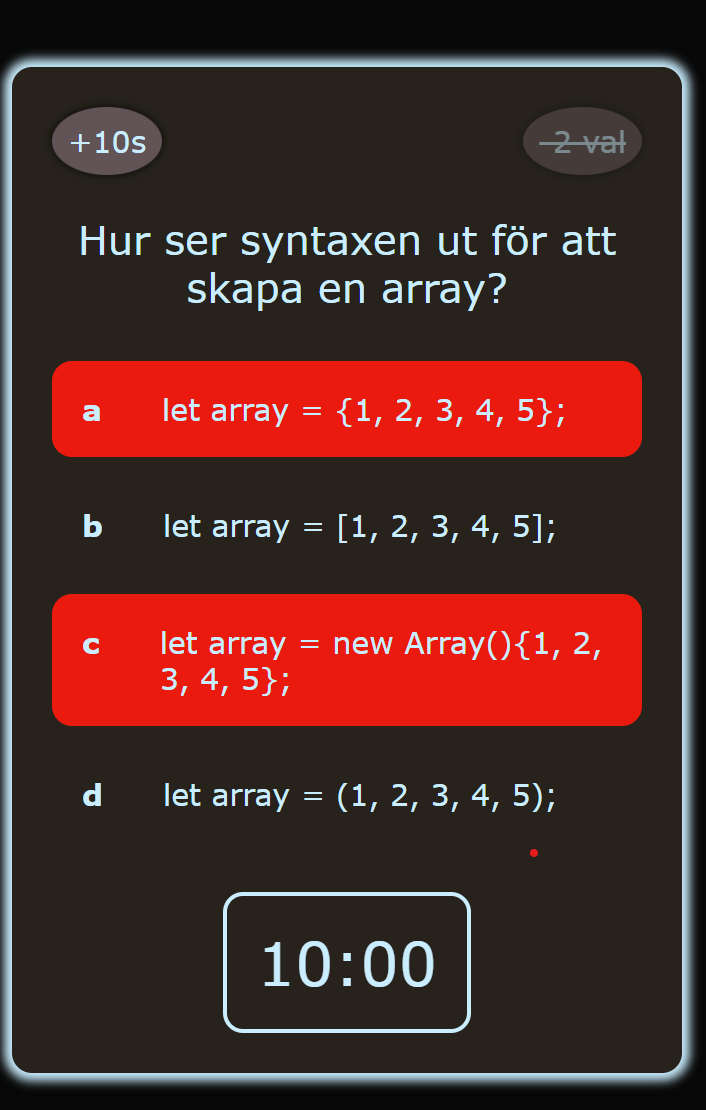 +10s
-2 val
Hur ser syntaxen ut för att
skapa en array?
a let array = {1, 2, 3, 4, 5};
b let array = [1, 2, 3, 4, 5];
c let array = new Array(){1, 2,
3, 4, 5};
d let array = (1, 2, 3, 4, 5);
10:00